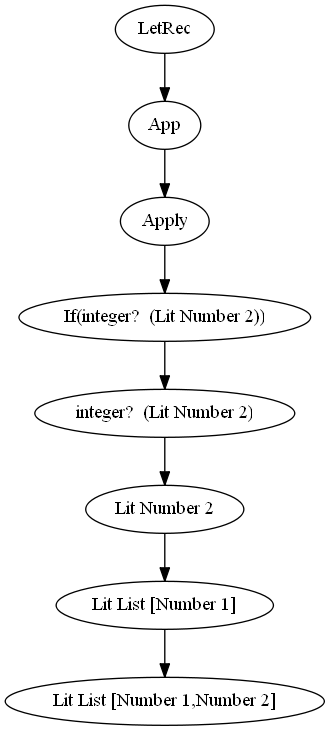 LetRec
App
Apply
If(integer?  (Lit Number 2))
integer?  (Lit Number 2)
Lit Number 2
Lit List [Number 1]
Lit List [Number 1,Number 2]